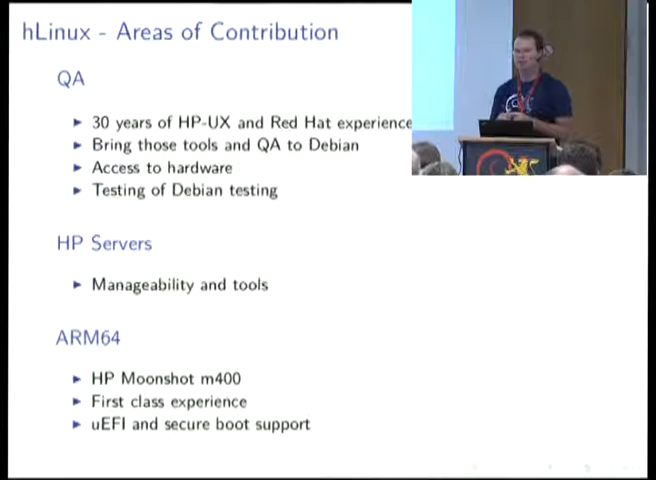 hLinux - Areas of Contribution
QA
30 years of HP-UX and Red Hat experience
Bring those tools and QA to Debian
Access to hardware
Testing of Debian testing
HP Servers
Manageability and tools
ARM64
HP Moonshot m400
First class experience
uEFI and secure boot support